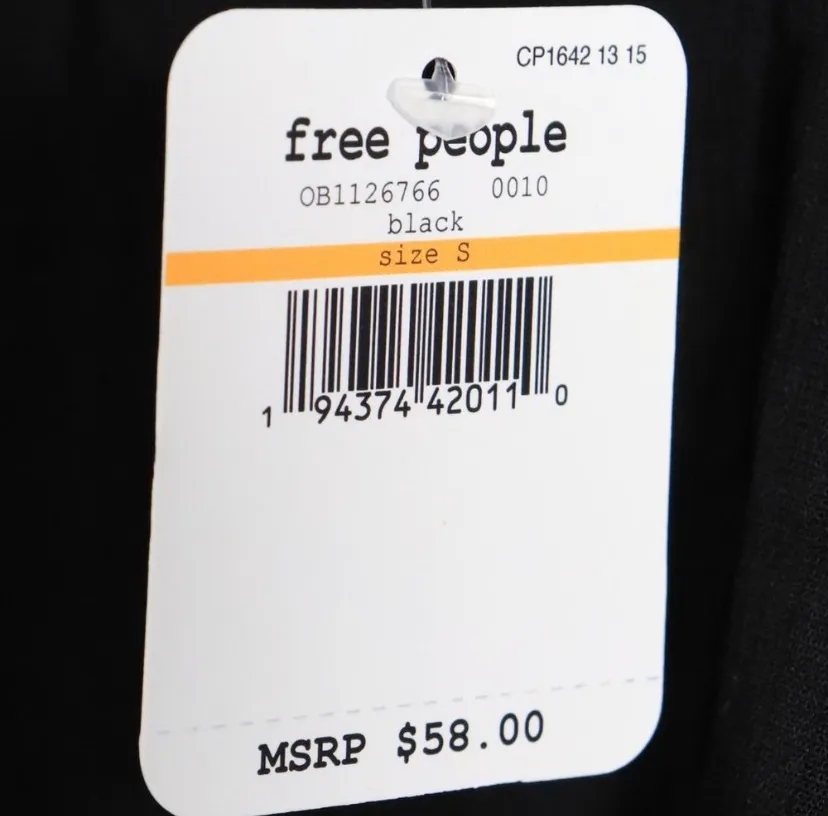 CP1642 13 15
free people
OB1126766 0010
black
size S
1 94374 42011 0
MSRP $58.00